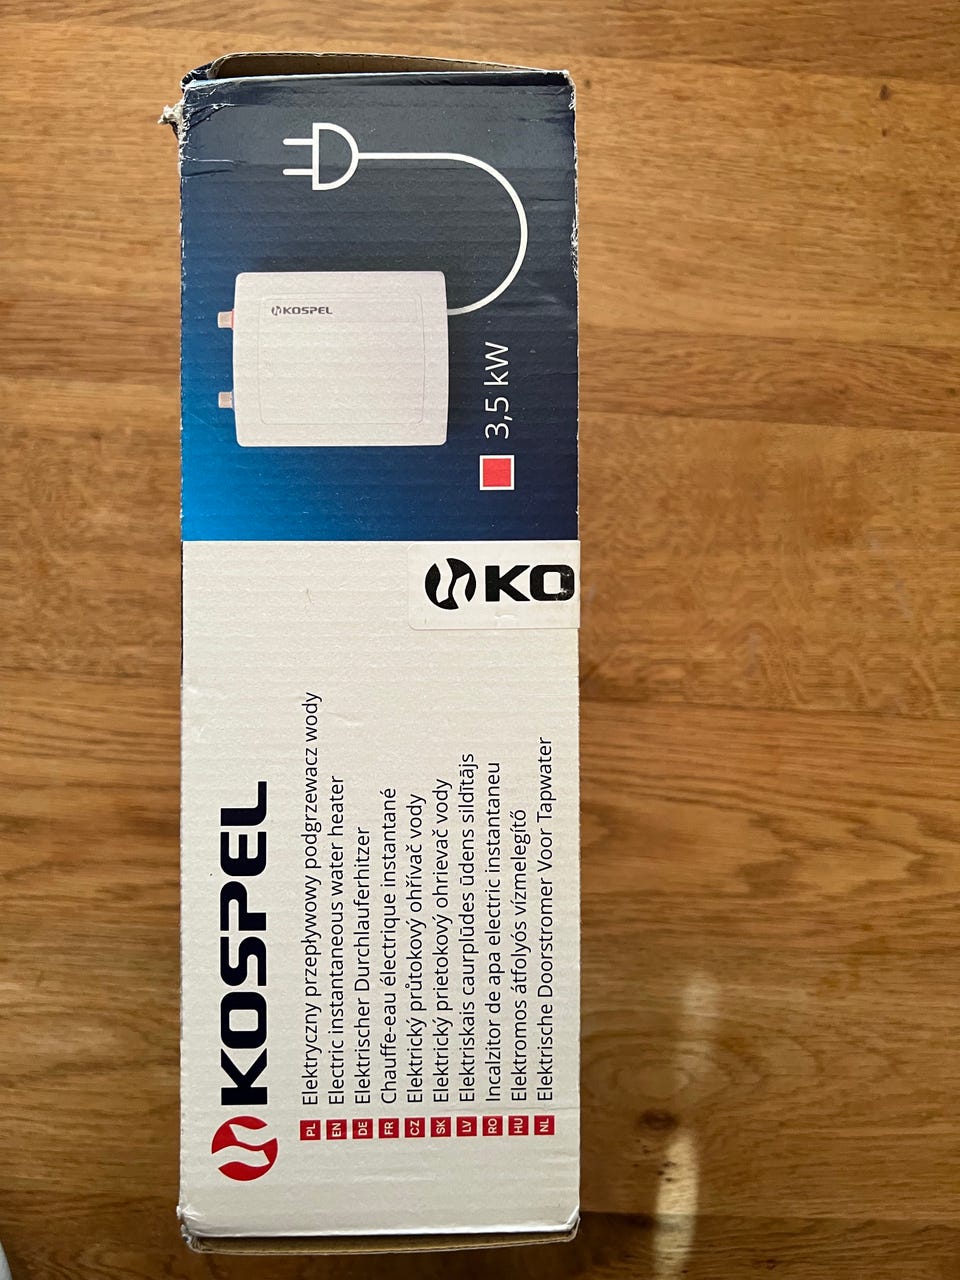 KOSPEL
PL Elektryczny przepływowy podgrzewacz wody
EN Electric instantaneous water heater
DE Elektrischer Durchlauferhitzer
FR Chauffe-eau électrique instantané
CZ Elektrický průtokový ohřívač vody
SK Elektrický prietokový ohrievač vody
LV Elektriskais caurplūdes ūdens sildītājs
RO Incalzitor de apa electric instantaneu
HU Elektromos átfolyós vízmelegítő
NL Elektrische Doorstromer Voor Tapwater
KO
KOSPEL
3,5 kW